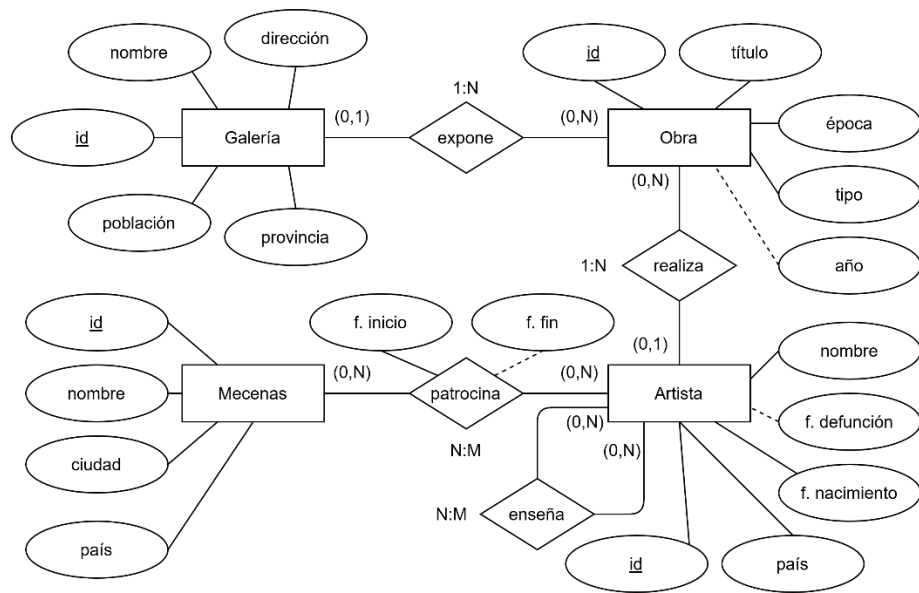 nombre
dirección
id
Galería
población
provincia
(0,1)
1:N
expone
(0,N)
id
título
Obra
época
tipo
año
(0,N)
1:N
realiza
(0,1)
id
nombre
ciudad
país
Mecenas
(0,N)
f. inicio
f. fin
patrocina
N:M
(0,N)
Artista
nombre
f. defunción
f. nacimiento
país
id
(0,N)
(0,N)
N:M
enseña